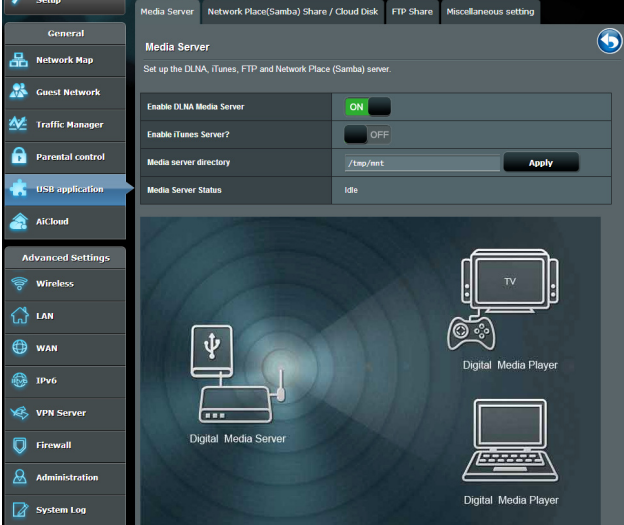 Setup
General
Network Map
Guest Network
Traffic Manager
Parental control
USB application
AiCloud
Advanced Settings
Wireless
LAN
WAN
IPv6
VPN Server
Firewall
Administration
System Log
Media Server
Network Place(Samba) Share / Cloud Disk
FTP Share
Miscellaneous setting
Media Server
Set up the DLNA, iTunes, FTP and Network Place (Samba) server.
Enable DLNA Media Server
ON
Enable iTunes Server?
OFF
Media server directory
/tmp/mnt
Apply
Media Server Status
Idle
TV
Digital Media Player
Digital Media Server
Digital Media Player